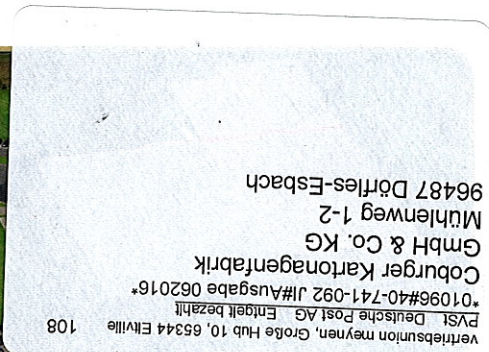 vertriebsunion meynen, Große Hub 10, 65344 Eltville 108
PVSt Deutsche Post AG Entgelt bezahlt
*01096#40-741-092 JI#Ausgabe 062016*
Coburger Kartonagenfabrik
GmbH & Co. KG
Mühlenweg 1-2
96487 Dörfles-Esbach